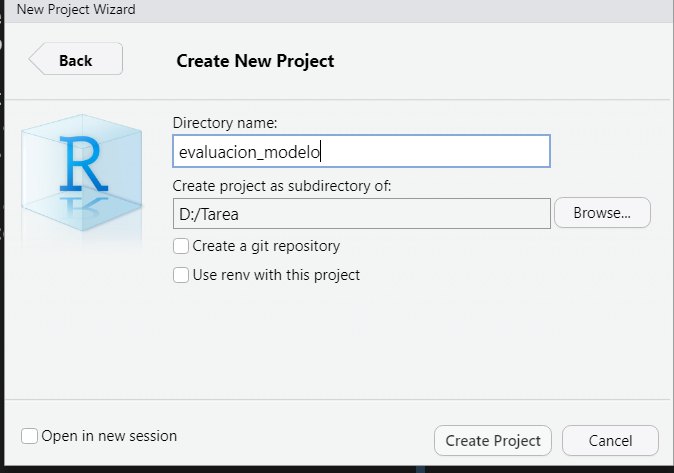 New Project Wizard
Back
Create New Project
R
Directory name:
evaluacion_modelo
Create project as subdirectory of:
D:/Tarea
Browse...
Create a git repository
Use renv with this project
Open in new session
Create Project
Cancel